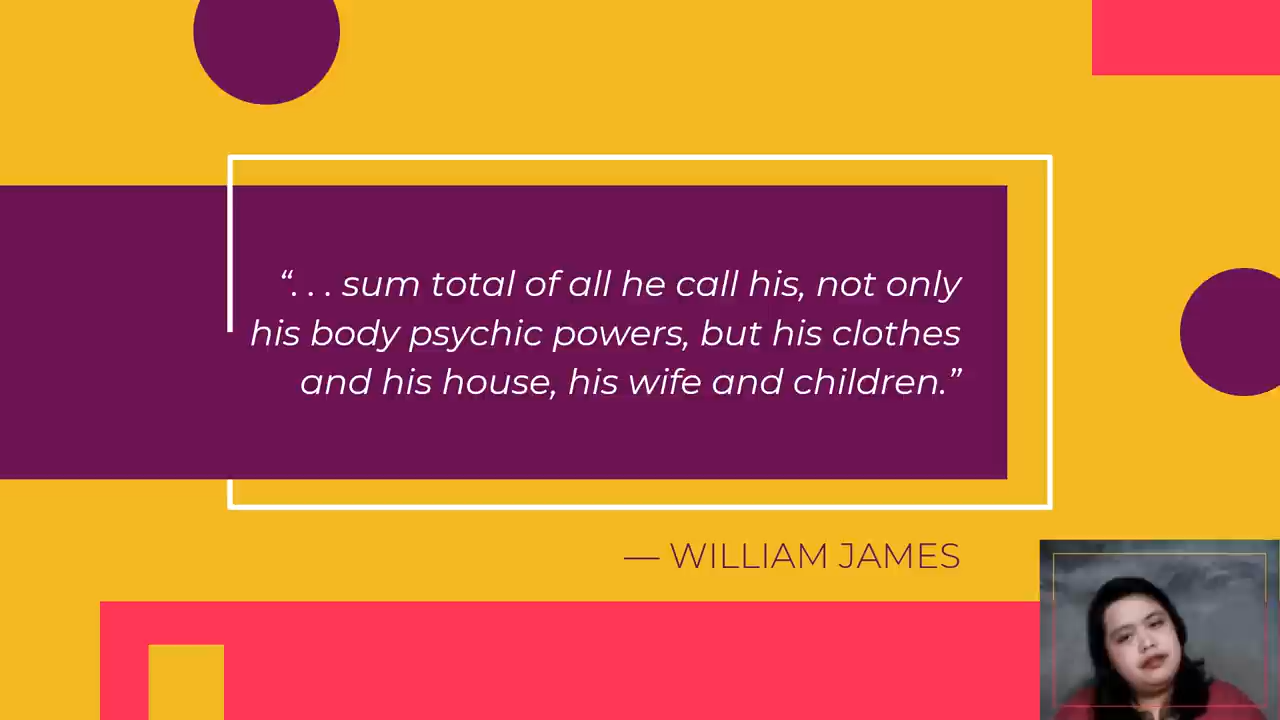 “. . . sum total of all he call his, not only
his body psychic powers, but his clothes
and his house, his wife and children.”
— WILLIAM JAMES